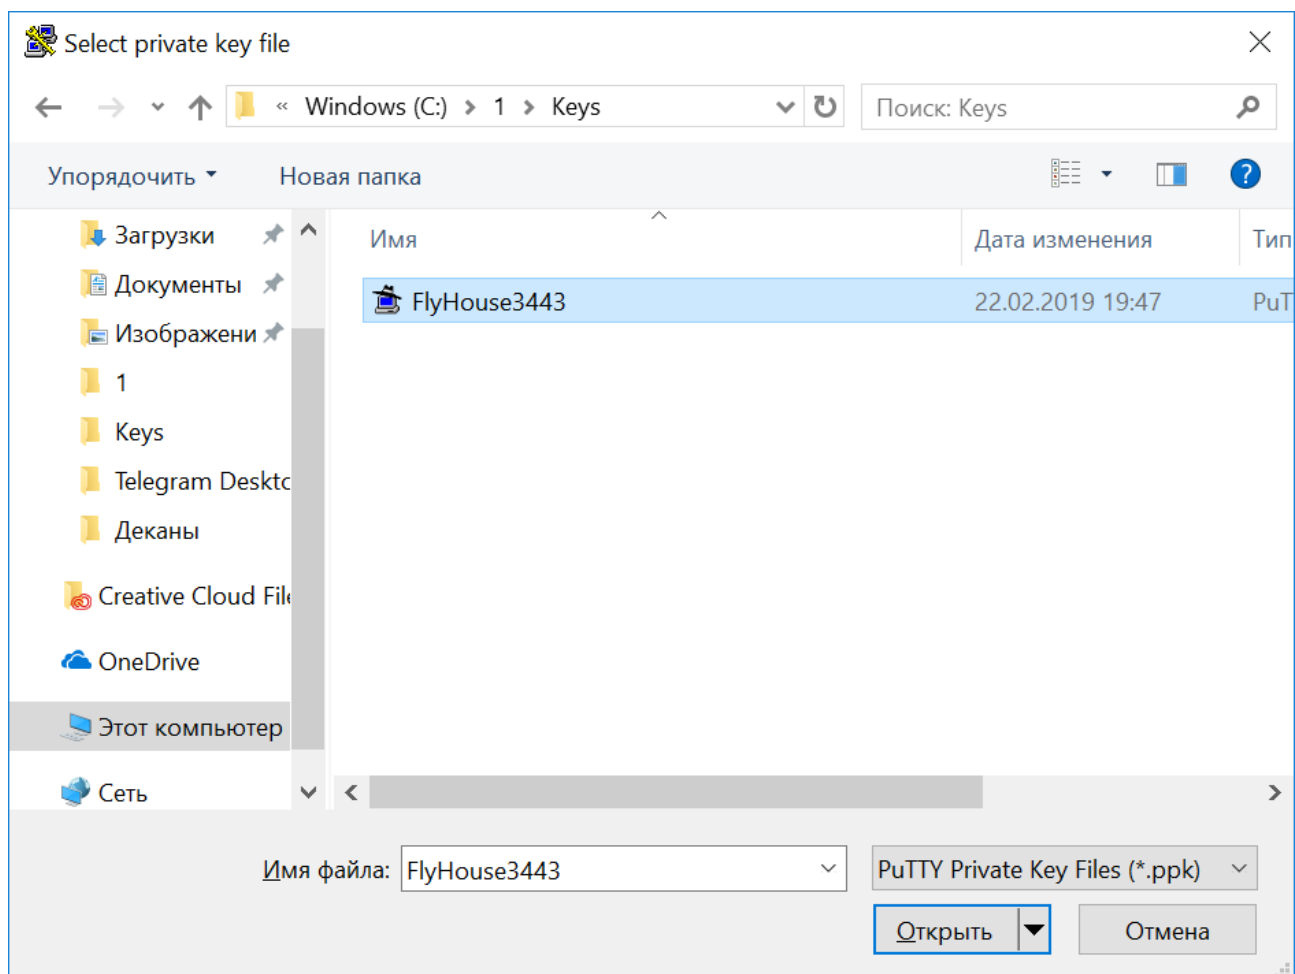 Select private key file
« Windows (C:) > 1 > Keys
Поиск: Keys
Упорядочить
Новая папка
Имя
Дата изменения
Тип
Загрузки
Документы
Изображени
1
Keys
Telegram Deskto
Деканы
Creative Cloud File
OneDrive
Этот компьютер
Сеть
FlyHouse3443
22.02.2019 19:47
PuT
Имя файла:
FlyHouse3443
PuTTY Private Key Files (*.ppk)
Открыть
Отмена